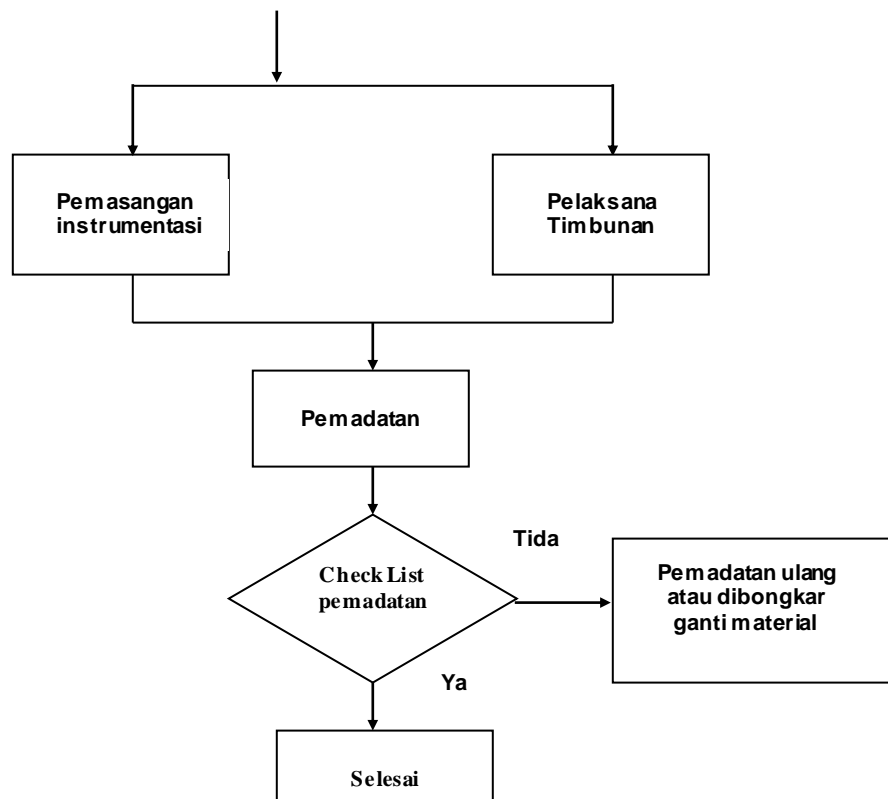 Pemasangan
instrumentasi
Pelaksana
Timbunan
Pemadatan
Check List
pemadatan
Tida
Pemadatan ulang
atau dibongkar
ganti material
Ya
Selesai